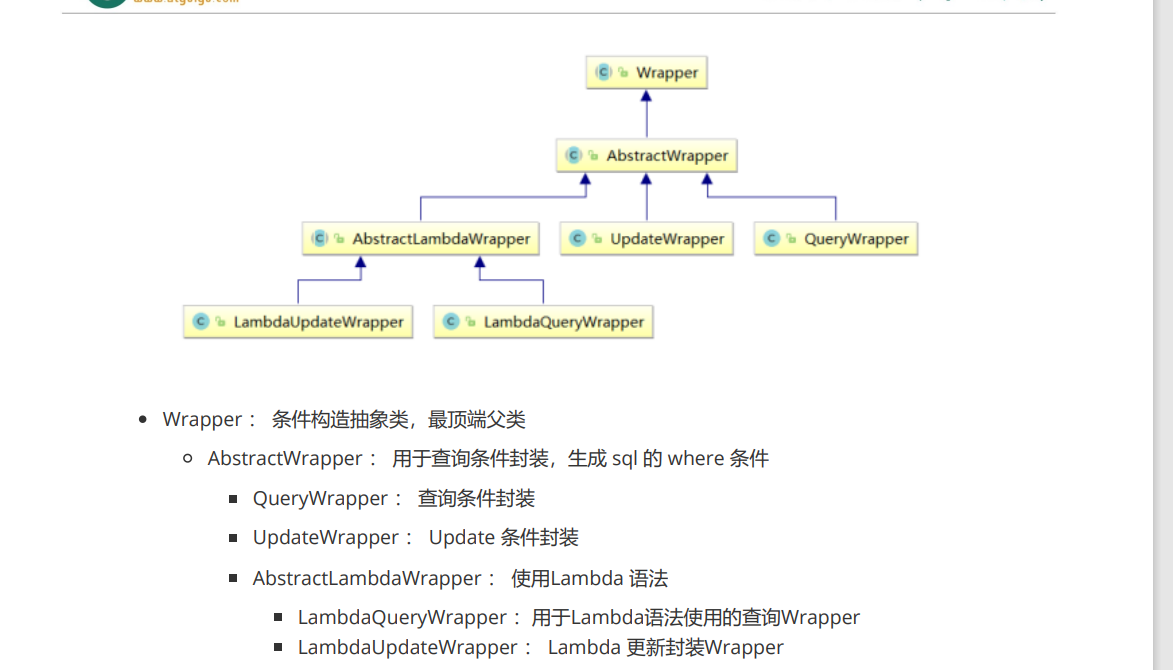 Wrapper
AbstractWrapper
AbstractLambdaWrapper
UpdateWrapper
QueryWrapper
LambdaUpdateWrapper
LambdaQueryWrapper
Wrapper： 条件构造抽象类，最顶端父类
AbstractWrapper： 用于查询条件封装，生成 sql 的 where 条件
QueryWrapper： 查询条件封装
UpdateWrapper： Update 条件封装
AbstractLambdaWrapper： 使用Lambda 语法
LambdaQueryWrapper：用于Lambda语法使用的查询Wrapper
LambdaUpdateWrapper： Lambda 更新封装Wrapper